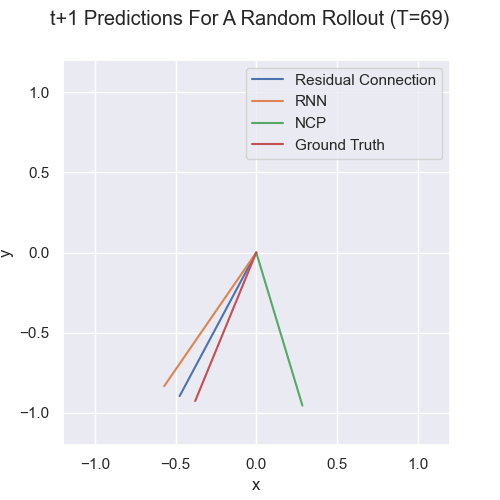 t+1 Predictions For A Random Rollout (T=69)
Residual Connection
RNN
NCP
Ground Truth
1.0
0.5
0.0
−0.5
−1.0
y
−1.0 −0.5 0.0 0.5 1.0
x